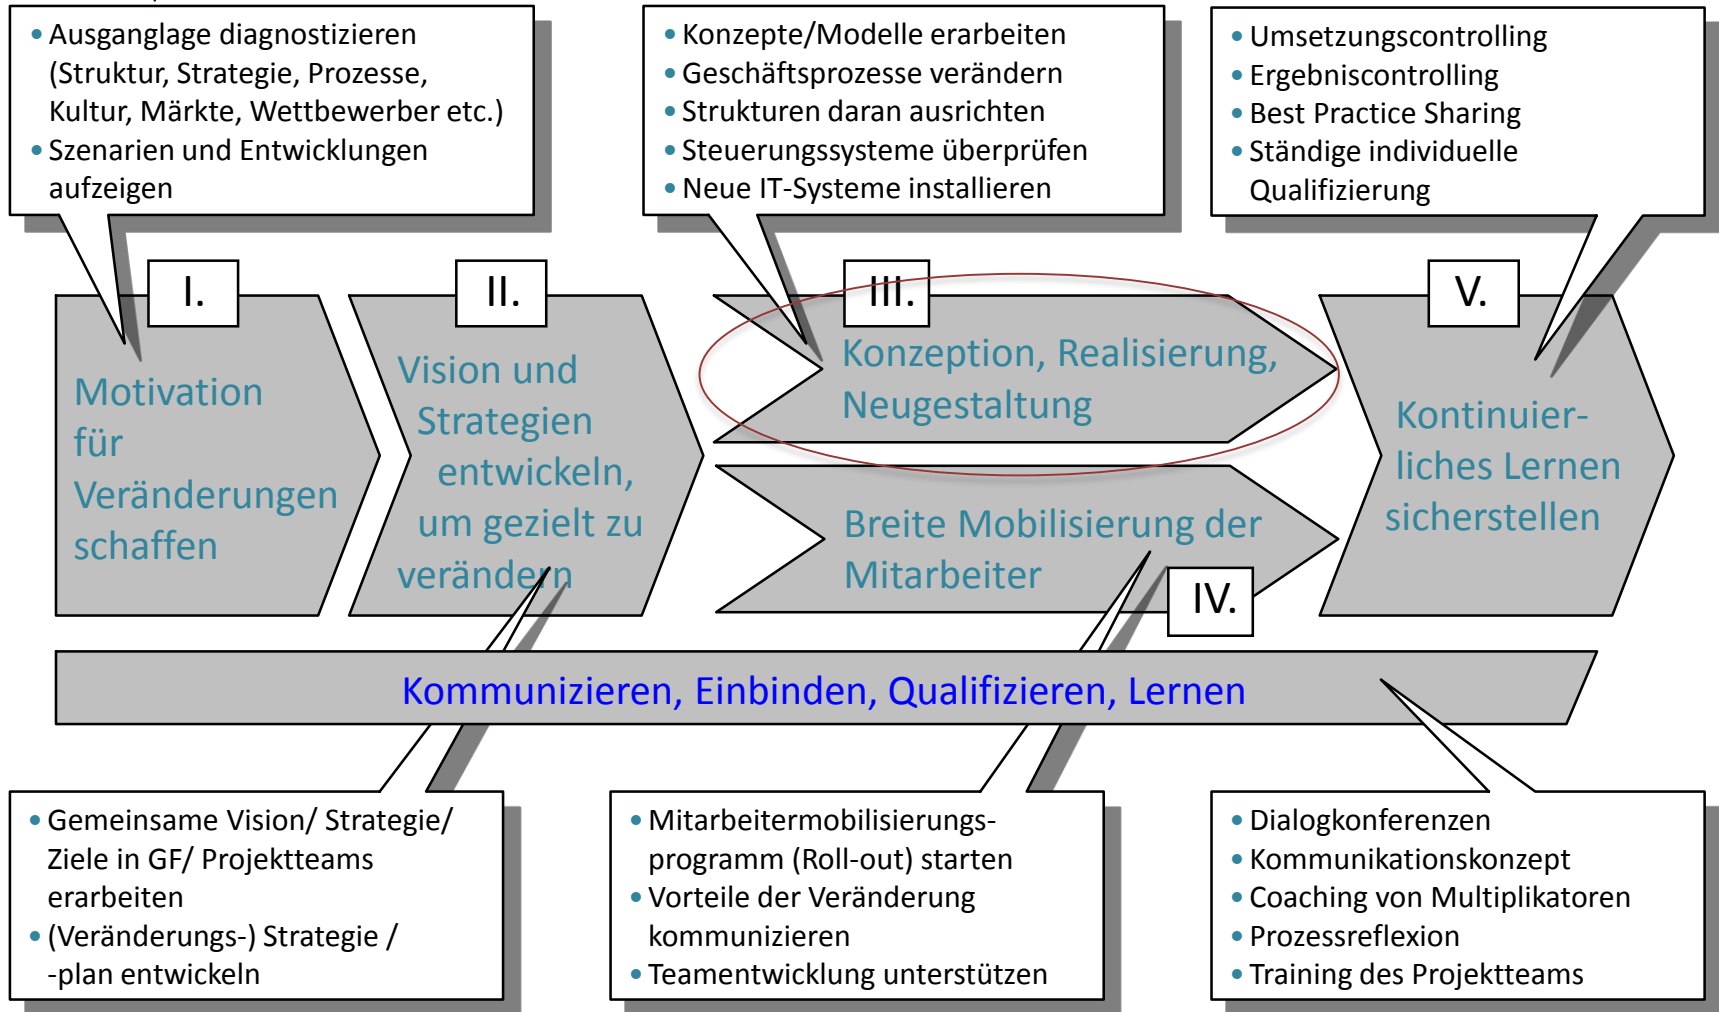 • Ausganglage diagnostizieren
(Struktur, Strategie, Prozesse,
Kultur, Märkte, Wettbewerber etc.)
• Szenarien und Entwicklungen
aufzeigen
• Konzepte/Modelle erarbeiten
• Geschäftsprozesse verändern
• Strukturen daran ausrichten
• Steuerungssysteme überprüfen
• Neue IT-Systeme installieren
• Umsetzungscontrolling
• Ergebniscontrolling
• Best Practice Sharing
• Ständige individuelle
Qualifizierung
I.
Motivation
für
Veränderungen
schaffen
II.
Vision und
Strategien
entwickeln,
um gezielt zu
verändern
III.
Konzeption, Realisierung,
Neugestaltung
Breite Mobilisierung der
Mitarbeiter
IV.
V.
Kontinuier-
liches Lernen
sicherstellen
Kommunizieren, Einbinden, Qualifizieren, Lernen
• Gemeinsame Vision/ Strategie/
Ziele in GF/ Projektteams
erarbeiten
• (Veränderungs-) Strategie /
-plan entwickeln
• Mitarbeitermobilisierungs-
programm (Roll-out) starten
• Vorteile der Veränderung
kommunizieren
• Teamentwicklung unterstützen
• Dialogkonferenzen
• Kommunikationskonzept
• Coaching von Multiplikatoren
• Prozessreflexion
• Training des Projektteams